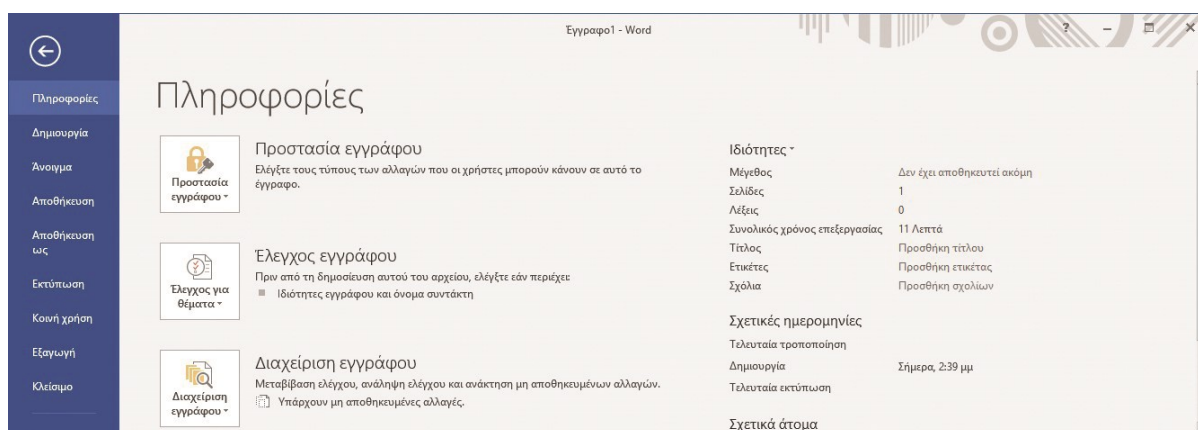 Έγγραφο1 - Word
?
Πληροφορίες
Δημιουργία
Άνοιγμα
Αποθήκευση
Αποθήκευση
ως
Εκτύπωση
Κοινή χρήση
Εξαγωγή
Κλείσιμο
Πληροφορίες
Προστασία
εγγράφου
Προστασία εγγράφου
Ελέγξτε τους τύπους των αλλαγών που οι χρήστες μπορούν κάνουν σε αυτό το
έγγραφο.
Έλεγχος για
θέματα
Έλεγχος εγγράφου
Πριν από τη δημοσίευση αυτού του αρχείου, ελέγξτε εάν περιέχει:
Ιδιότητες εγγράφου και όνομα συντάκτη
Διαχείριση
εγγράφου
Διαχείριση εγγράφου
Μεταβίβαση ελέγχου, ανάληψη ελέγχου και ανάκτηση μη αποθηκευμένων αλλαγών.
Υπάρχουν μη αποθηκευμένες αλλαγές.
Ιδιότητες
Μέγεθος Δεν έχει αποθηκευτεί ακόμη
Σελίδες 1
Λέξεις 0
Συνολικός χρόνος επεξεργασίας 11 Λεπτά
Τίτλος Προσθήκη τίτλου
Ετικέτες Προσθήκη ετικέτας
Σχόλια Προσθήκη σχολίων
Σχετικές ημερομηνίες
Τελευταία τροποποίηση
Δημιουργία Σήμερα, 2:39 μμ
Τελευταία εκτύπωση
Σχετικά άτομα